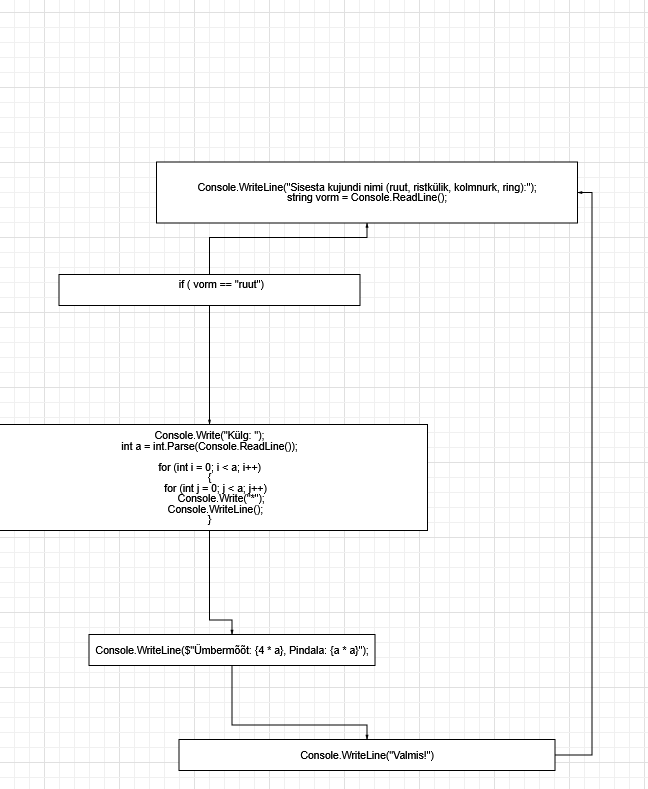 Console.WriteLine("Sisesta kujundi nimi (ruut, ristkülik, kolmnurk, ring):");
string vorm = Console.ReadLine();
if ( vorm == "ruut")
Console.Write("Külg: ");
int a = int.Parse(Console.ReadLine());
for (int i = 0; i < a; i++)
{
for (int j = 0; j < a; j++)
Console.Write("*");
Console.WriteLine();
}
Console.WriteLine($"Ümbermõõt: {4 * a}, Pindala: {a * a}");
Console.WriteLine("Valmis!")